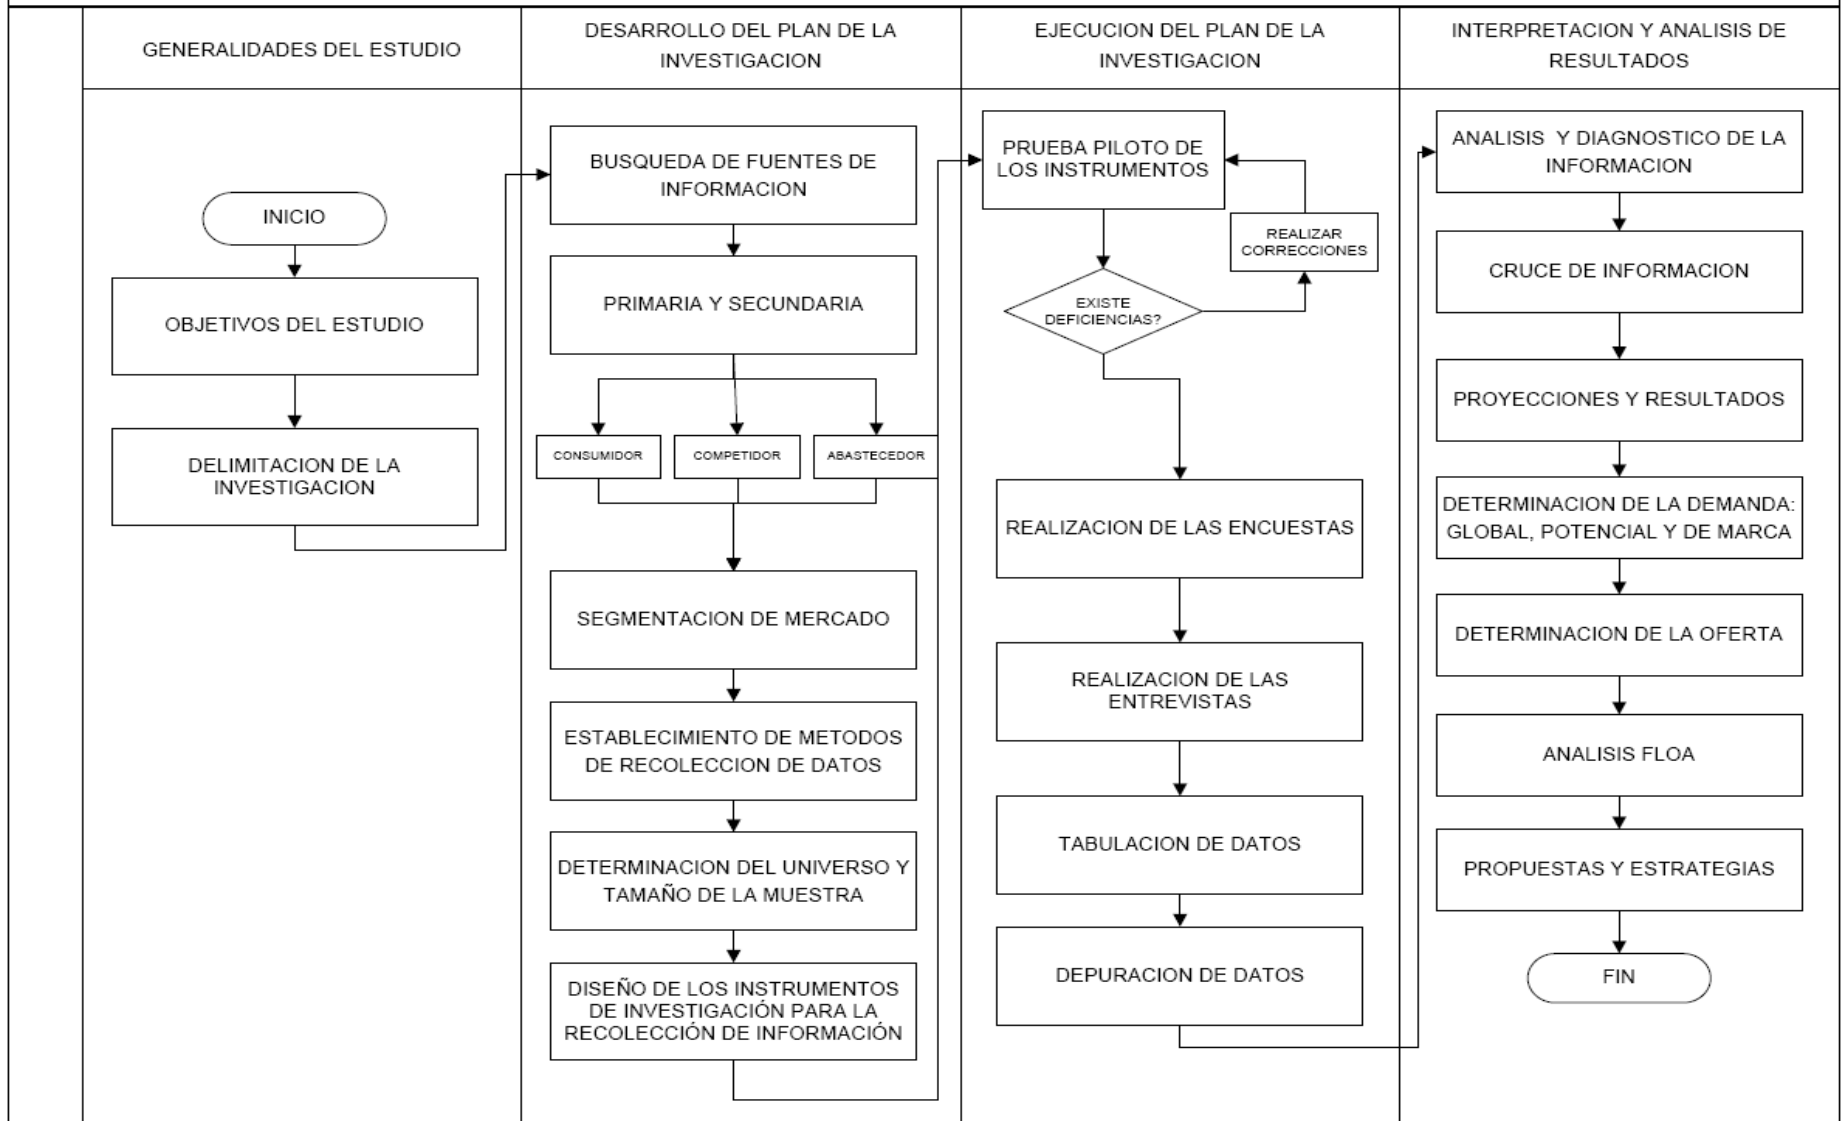 GENERALIDADES DEL ESTUDIO
DESARROLLO DEL PLAN DE LA
INVESTIGACION
EJECUCION DEL PLAN DE LA
INVESTIGACION
INTERPRETACION Y ANALISIS DE
RESULTADOS
INICIO
OBJETIVOS DEL ESTUDIO
DELIMITACION DE LA
INVESTIGACION
BUSQUEDA DE FUENTES DE
INFORMACION
PRIMARIA Y SECUNDARIA
CONSUMIDOR
COMPETIDOR
ABASTECEDOR
SEGMENTACION DE MERCADO
ESTABLECIMIENTO DE METODOS
DE RECOLECCION DE DATOS
DETERMINACION DEL UNIVERSO Y
TAMAÑO DE LA MUESTRA
DISEÑO DE LOS INSTRUMENTOS
DE INVESTIGACIÓN PARA LA
RECOLECCIÓN DE INFORMACIÓN
PRUEBA PILOTO DE
LOS INSTRUMENTOS
REALIZAR
CORRECCIONES
EXISTE
DEFICIENCIAS?
REALIZACION DE LAS ENCUESTAS
REALIZACION DE LAS
ENTREVISTAS
TABULACION DE DATOS
DEPURACION DE DATOS
ANALISIS Y DIAGNOSTICO DE LA
INFORMACION
CRUCE DE INFORMACION
PROYECCIONES Y RESULTADOS
DETERMINACION DE LA DEMANDA:
GLOBAL, POTENCIAL Y DE MARCA
DETERMINACION DE LA OFERTA
ANALISIS FLOA
PROPUESTAS Y ESTRATEGIAS
FIN